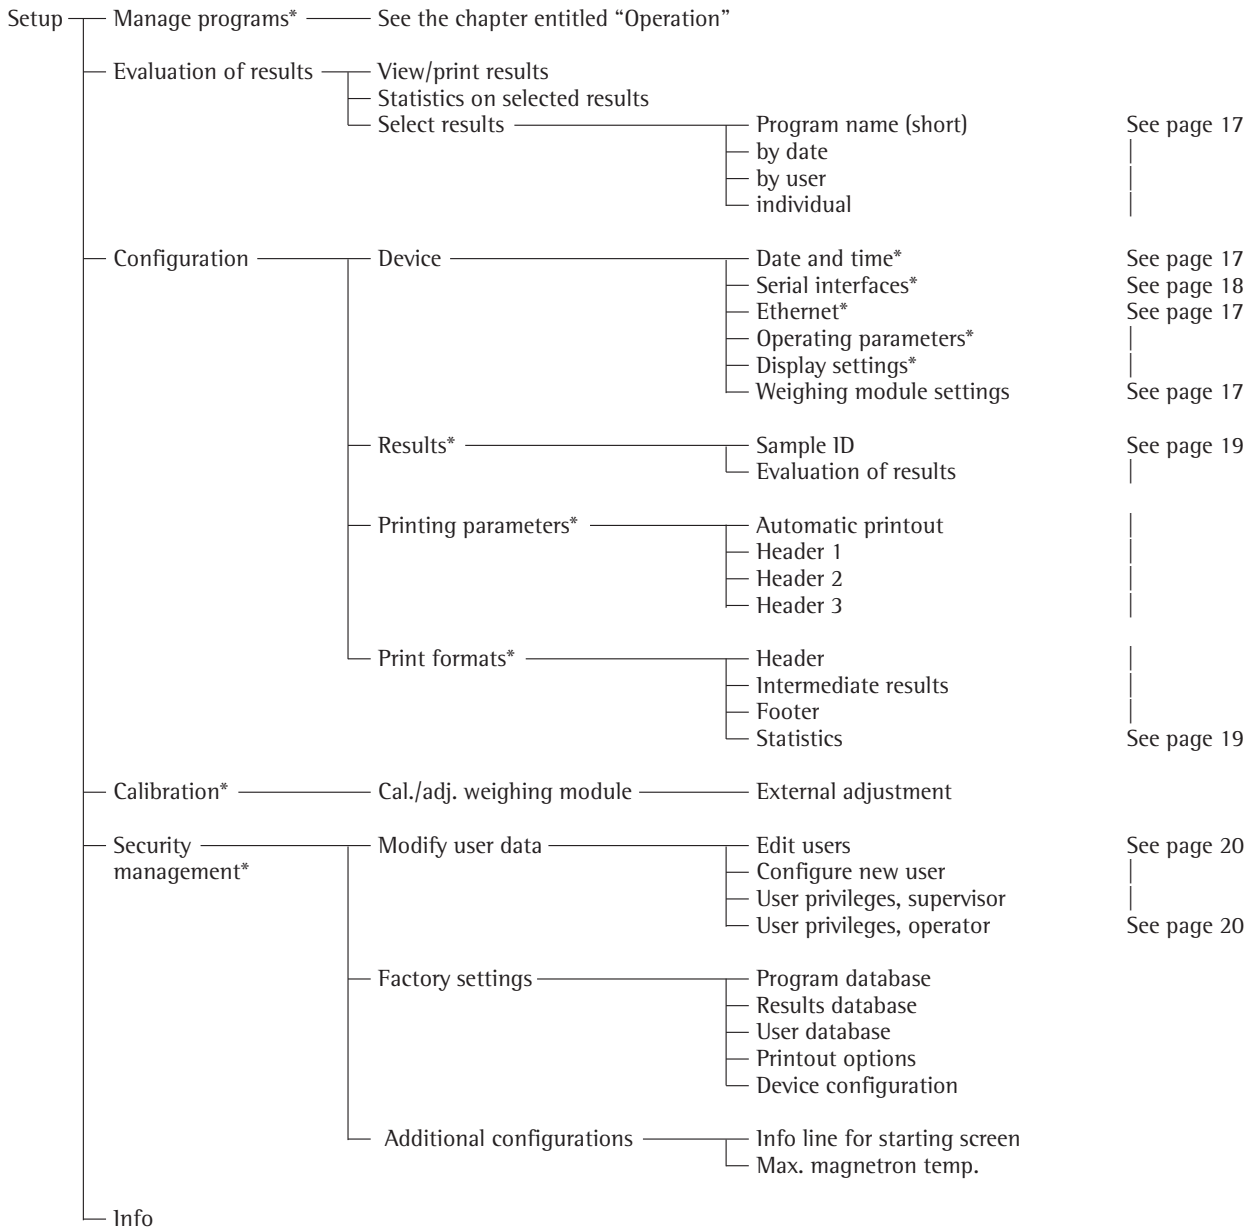 Setup Manage programs* See the chapter entitled “Operation”
Evaluation of results View/print results
Statistics on selected results
Select results Program name (short) See page 17
by date
by user
individual
Configuration Device Date and time* See page 17
Serial interfaces* See page 18
Ethernet* See page 17
Operating parameters*
Display settings*
Weighing module settings See page 17
Results* Sample ID See page 19
Evaluation of results
Printing parameters* Automatic printout
Header 1
Header 2
Header 3
Print formats* Header
Intermediate results
Footer
Statistics See page 19
Calibration* Cal./adj. weighing module External adjustment
Security Modify user data Edit users See page 20
management* Configure new user
User privileges, supervisor
User privileges, operator See page 20
Factory settings Program database
Results database
User database
Printout options
Device configuration
Additional configurations Info line for starting screen
Max. magnetron temp.
Info